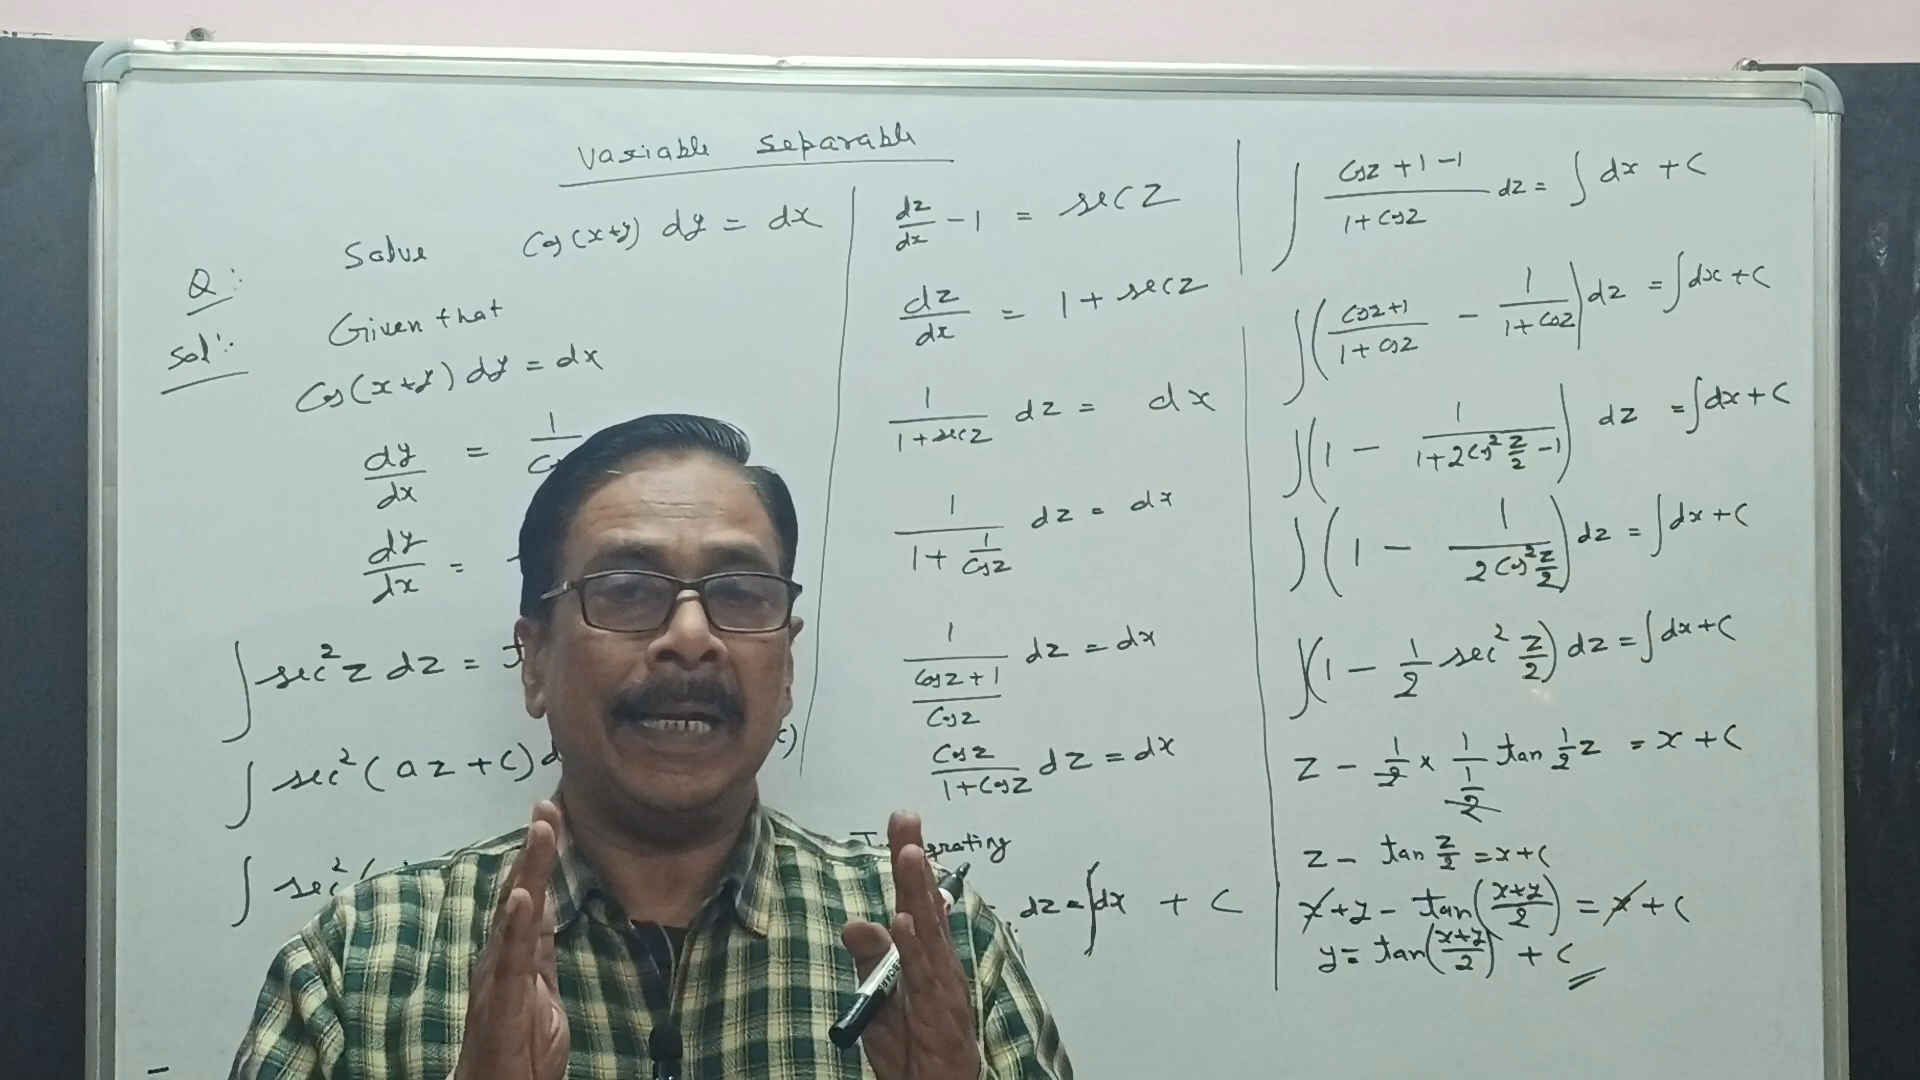 Variable Separable
Q: Solve Cos(x+y) dy = dx
Sol': Given that
Cos(x+y) dy = dx
dy/dx = 1/
dy/dx =
∫ sec² z dz =
∫ sec² (az + c) d
∫ sec² (
dz/dx - 1 = sec z
dz/dx = 1 + sec z
1/(1 + sec z) dz = dx
1/(1 + 1/Cos z) dz = dx
1/((Cos z + 1)/Cos z) dz = dx
Cos z/(1 + Cos z) dz = dx
Integrating
dz = ∫dx + C
∫ (Cos z + 1 - 1)/(1 + Cos z) dz = ∫ dx + C
∫ ((Cos z + 1)/(1 + Cos z) - 1/(1 + Cos z)) dz = ∫dx + C
∫ (1 - 1/(1 + 2Cos² z/2 - 1)) dz = ∫dx + C
∫ (1 - 1/(2Cos² z/2)) dz = ∫dx + C
∫ (1 - 1/2 sec² z/2) dz = ∫dx + C
z - 1/2 × 1/(1/2) tan 1/2 z = x + C
z - tan z/2 = x + C
x + y - tan((x+y)/2) = x + C
y = tan((x+y)/2) + C